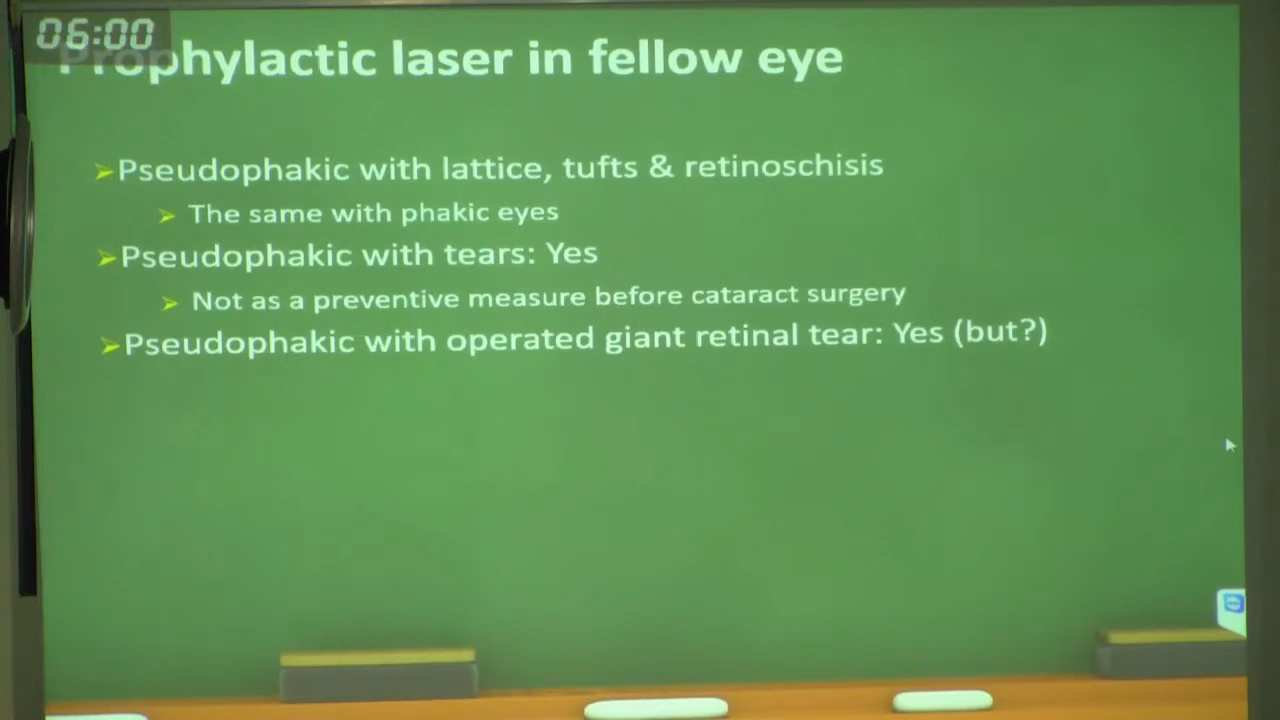 06:00
Prophylactic laser in fellow eye
Pseudophakic with lattice, tufts & retinoschisis
The same with phakic eyes
Pseudophakic with tears: Yes
Not as a preventive measure before cataract surgery
Pseudophakic with operated giant retinal tear: Yes (but?)